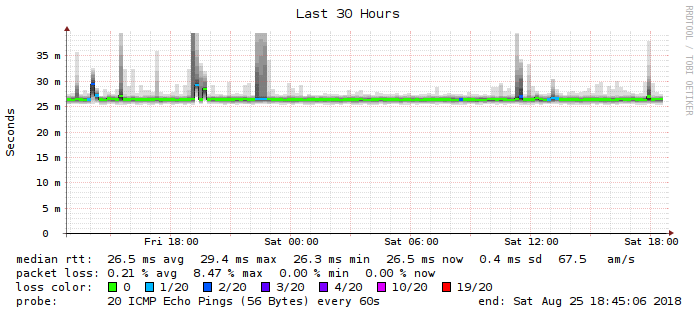 Last 30 Hours
RRDTOOL / TOBI OETIKER
Seconds
35 m
30 m
25 m
20 m
15 m
10 m
5 m
0
Fri 18:00 Sat 00:00 Sat 06:00 Sat 12:00 Sat 18:00
median rtt: 26.5 ms avg 29.4 ms max 26.3 ms min 26.5 ms now 0.4 ms sd 67.5 am/s
packet loss: 0.21 % avg 8.47 % max 0.00 % min 0.00 % now
loss color: 0 1/20 2/20 3/20 4/20 10/20 19/20
probe: 20 ICMP Echo Pings (56 Bytes) every 60s end: Sat Aug 25 18:45:06 2018